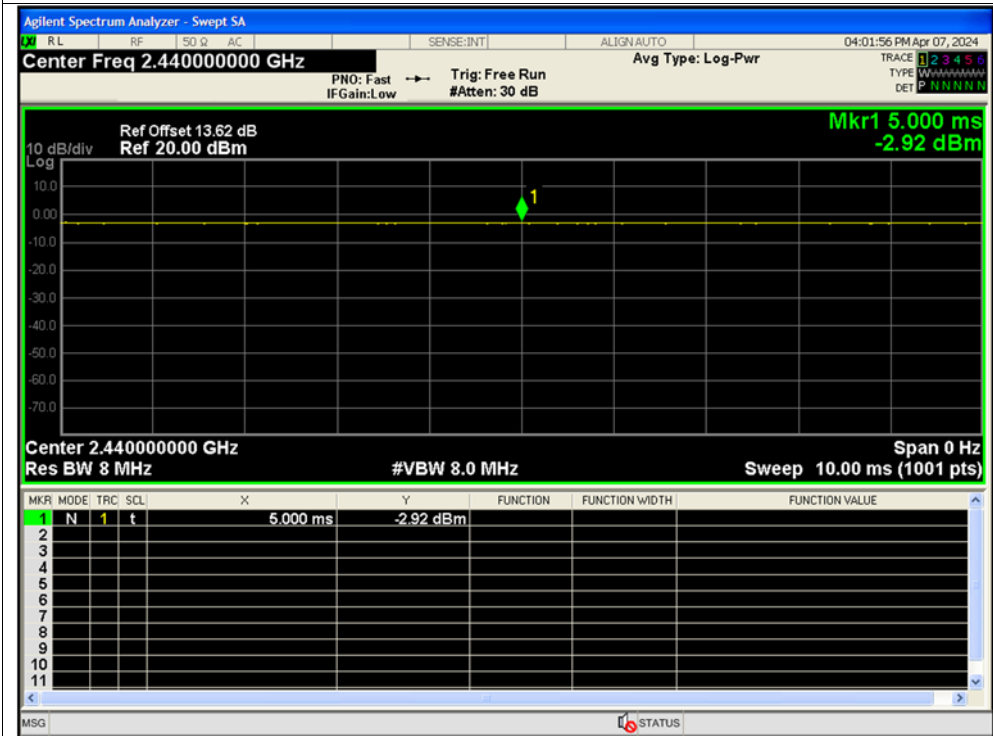 Agilent Spectrum Analyzer - Swept SA
RL RF 50 Ω AC SENSE:INT ALIGN AUTO 04:01:56 PM Apr 07, 2024
Center Freq 2.440000000 GHz Avg Type: Log-Pwr TRACE 1 2 3 4 5 6
PNO: Fast Trig: Free Run TYPE W
IFGain:Low #Atten: 30 dB DET P N N N N N
Mkr1 5.000 ms
-2.92 dBm
Ref Offset 13.62 dB
10 dB/div Ref 20.00 dBm
Log
10.0
1
0.00
-10.0
-20.0
-30.0
-40.0
-50.0
-60.0
-70.0
Center 2.440000000 GHz Span 0 Hz
Res BW 8 MHz #VBW 8.0 MHz Sweep 10.00 ms (1001 pts)
MKR MODE TRC SCL X Y FUNCTION FUNCTION WIDTH FUNCTION VALUE
1 N 1 t 5.000 ms -2.92 dBm
2
3
4
5
6
7
8
9
10
11
MSG STATUS